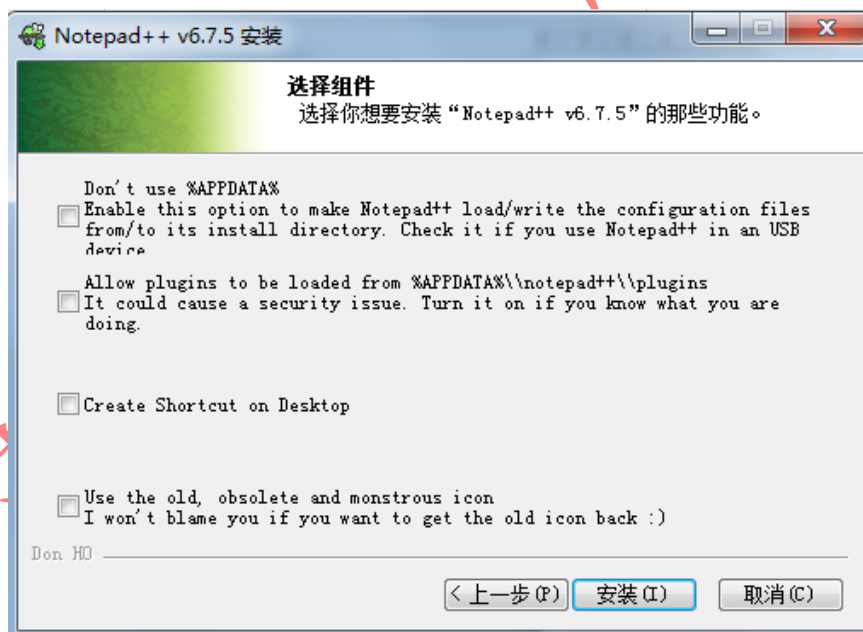 Notepad++ v6.7.5 安装
选择组件
选择你想要安装“Notepad++ v6.7.5”的那些功能。
Don't use %APPDATA%
Enable this option to make Notepad++ load/write the configuration files
from/to its install directory. Check it if you use Notepad++ in an USB
device
Allow plugins to be loaded from %APPDATA%\\notepad++\\plugins
It could cause a security issue. Turn it on if you know what you are
doing.
Create Shortcut on Desktop
Use the old, obsolete and monstrous icon
I won't blame you if you want to get the old icon back :)
Don HO
< 上一步(P) 安装(I) 取消(C)